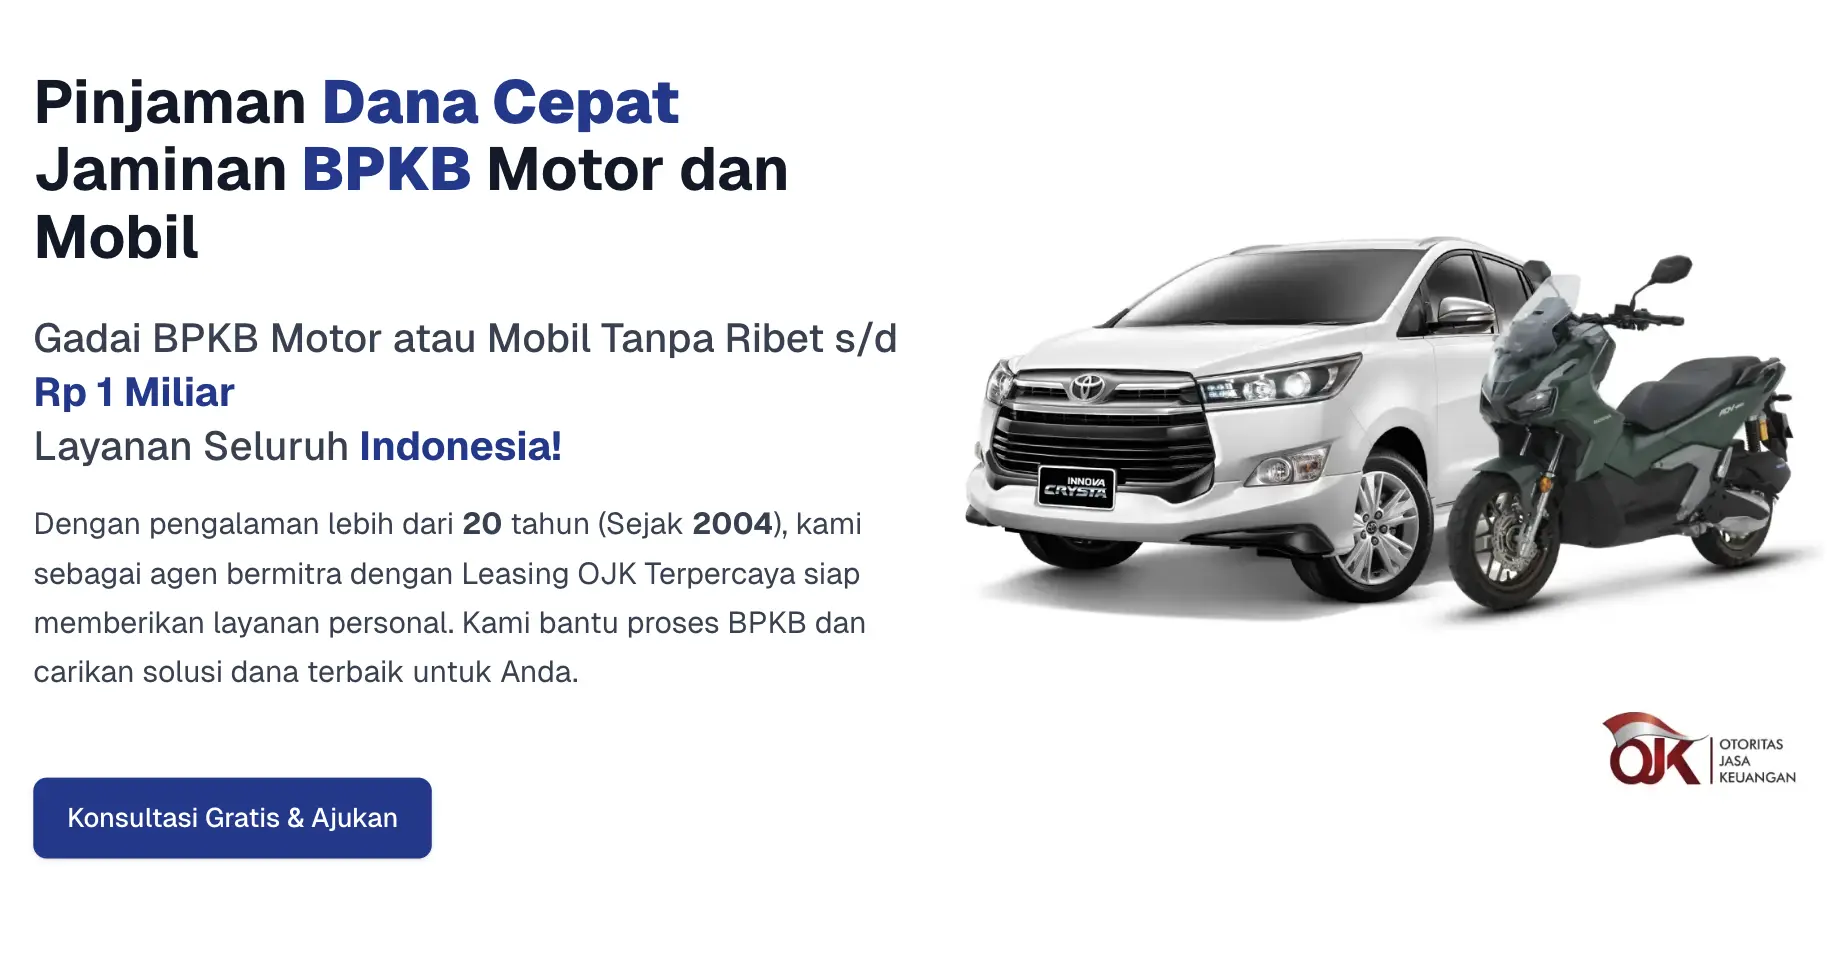 Pinjaman Dana Cepat
Jaminan BPKB Motor dan
Mobil
Gadai BPKB Motor atau Mobil Tanpa Ribet s/d
Rp 1 Miliar
Layanan Seluruh Indonesia!
Dengan pengalaman lebih dari 20 tahun (Sejak 2004), kami
sebagai agen bermitra dengan Leasing OJK Terpercaya siap
memberikan layanan personal. Kami bantu proses BPKB dan
carikan solusi dana terbaik untuk Anda.
Konsultasi Gratis & Ajukan
INNOVA
CRYSTA
OJK
OTORITAS
JASA
KEUANGAN